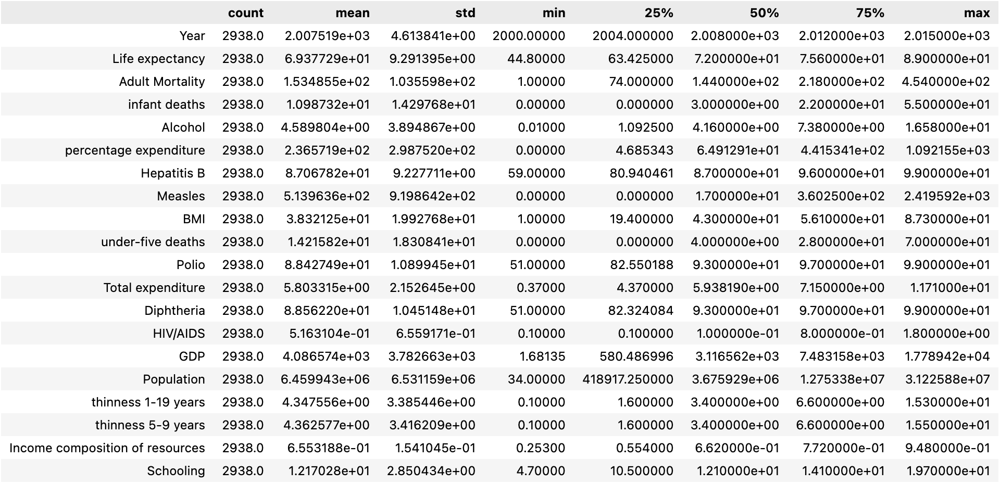 count mean std min 25% 50% 75% max
Year 2938.0 2.007519e+03 4.613841e+00 2000.00000 2004.000000 2.008000e+03 2.012000e+03 2.015000e+03
Life expectancy 2938.0 6.937729e+01 9.291395e+00 44.80000 63.425000 7.200000e+01 7.560000e+01 8.900000e+01
Adult Mortality 2938.0 1.534855e+02 1.035598e+02 1.00000 74.000000 1.440000e+02 2.180000e+02 4.540000e+02
infant deaths 2938.0 1.098732e+01 1.429768e+01 0.00000 0.000000 3.000000e+00 2.200000e+01 5.500000e+01
Alcohol 2938.0 4.589804e+00 3.894867e+00 0.01000 1.092500 4.160000e+00 7.380000e+00 1.658000e+01
percentage expenditure 2938.0 2.365719e+02 2.987520e+02 0.00000 4.685343 6.491291e+01 4.415341e+02 1.092155e+03
Hepatitis B 2938.0 8.706782e+01 9.227711e+00 59.00000 80.940461 8.700000e+01 9.600000e+01 9.900000e+01
Measles 2938.0 5.139636e+02 9.198642e+02 0.00000 0.000000 1.700000e+01 3.602500e+02 2.419592e+03
BMI 2938.0 3.832125e+01 1.992768e+01 1.00000 19.400000 4.300000e+01 5.610000e+01 8.730000e+01
under-five deaths 2938.0 1.421582e+01 1.830841e+01 0.00000 0.000000 4.000000e+00 2.800000e+01 7.000000e+01
Polio 2938.0 8.842749e+01 1.089945e+01 51.00000 82.550188 9.300000e+01 9.700000e+01 9.900000e+01
Total expenditure 2938.0 5.803315e+00 2.152645e+00 0.37000 4.370000 5.938190e+00 7.150000e+00 1.171000e+01
Diphtheria 2938.0 8.856220e+01 1.045148e+01 51.00000 82.324084 9.300000e+01 9.700000e+01 9.900000e+01
HIV/AIDS 2938.0 5.163104e-01 6.559171e-01 0.10000 0.100000 1.000000e-01 8.000000e-01 1.800000e+00
GDP 2938.0 4.086574e+03 3.782663e+03 1.68135 580.486996 3.116562e+03 7.483158e+03 1.778942e+04
Population 2938.0 6.459943e+06 6.531159e+06 34.00000 418917.250000 3.675929e+06 1.275338e+07 3.122588e+07
thinness 1-19 years 2938.0 4.347556e+00 3.385446e+00 0.10000 1.600000 3.400000e+00 6.600000e+00 1.530000e+01
thinness 5-9 years 2938.0 4.362577e+00 3.416209e+00 0.10000 1.600000 3.400000e+00 6.600000e+00 1.550000e+01
Income composition of resources 2938.0 6.553188e-01 1.541045e-01 0.25300 0.554000 6.620000e-01 7.720000e-01 9.480000e-01
Schooling 2938.0 1.217028e+01 2.850434e+00 4.70000 10.500000 1.210000e+01 1.410000e+01 1.970000e+01